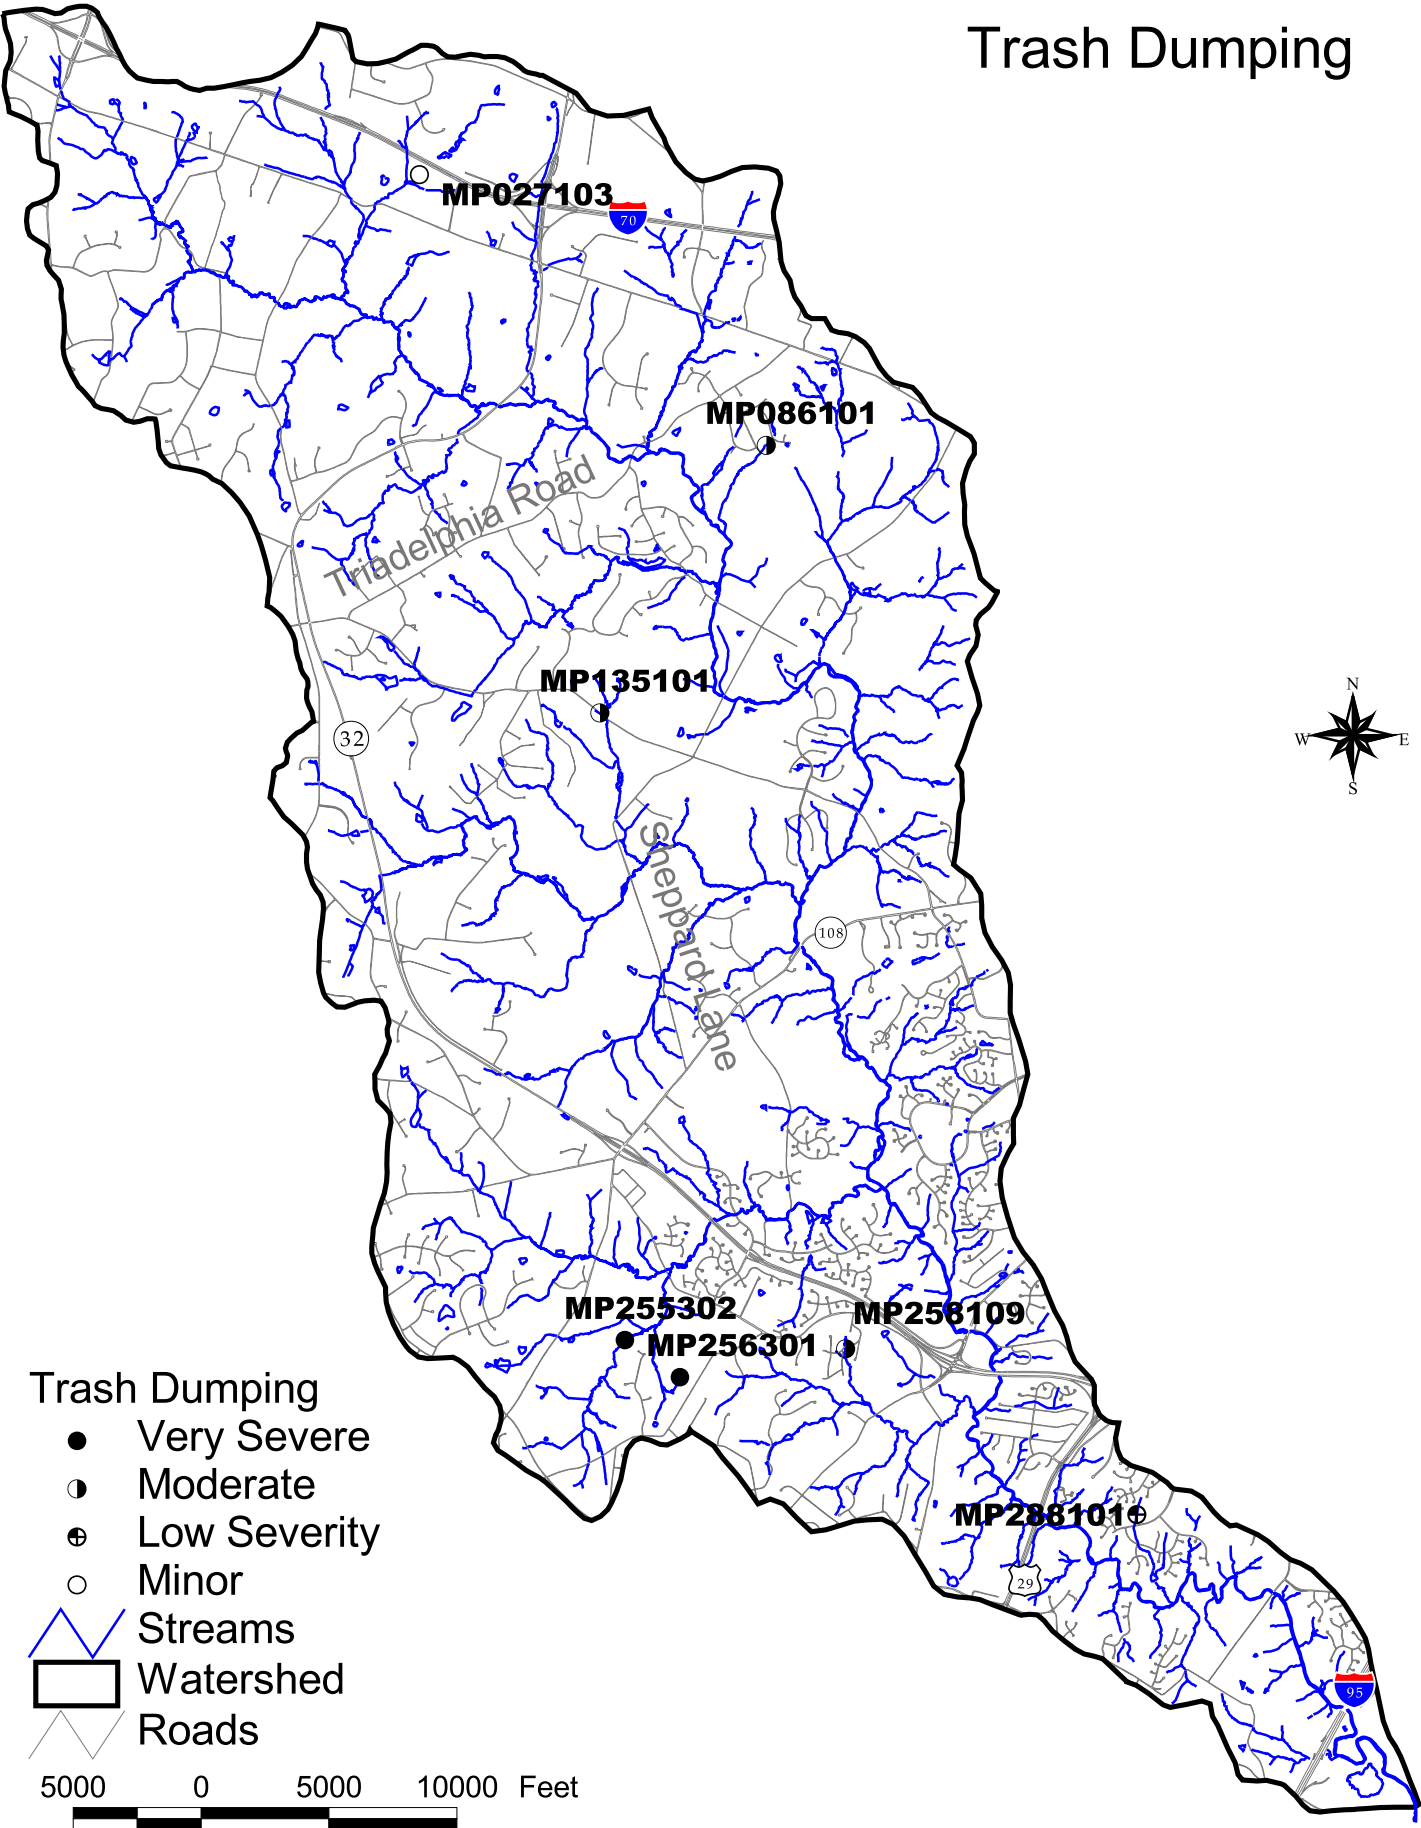 Trash Dumping
MP027103
70
MP086101
Triadelphia Road
MP135101
32
N
W E
S
Sheppard Lane
108
MP255302
MP258109
MP256301
MP288101
29
95
Trash Dumping
Very Severe
Moderate
Low Severity
Minor
Streams
Watershed
Roads
5000 0 5000 10000 Feet